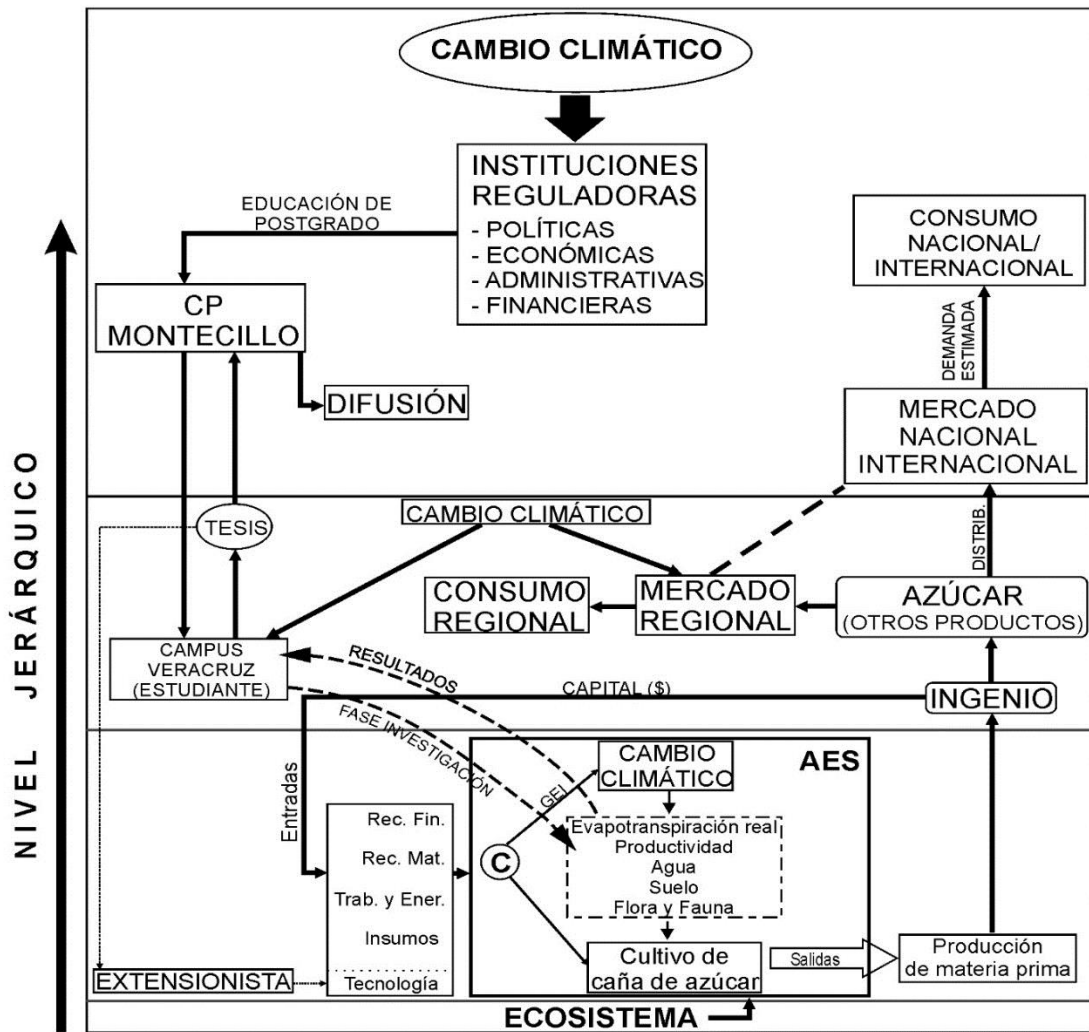 CAMBIO CLIMÁTICO
INSTITUCIONES
REGULADORAS
- POLÍTICAS
- ECONÓMICAS
- ADMINISTRATIVAS
- FINANCIERAS
EDUCACIÓN DE
POSTGRADO
CP
MONTECILLO
DIFUSIÓN
CONSUMO
NACIONAL/
INTERNACIONAL
DEMANDA
ESTIMADA
MERCADO
NACIONAL
INTERNACIONAL
NIVEL JERÁRQUICO
TESIS
CAMBIO CLIMÁTICO
DISTRIB.
CONSUMO
REGIONAL
MERCADO
REGIONAL
AZÚCAR
(OTROS PRODUCTOS)
CAMPUS
VERACRUZ
(ESTUDIANTE)
RESULTADOS
FASE INVESTIGACIÓN
CAPITAL ($)
INGENIO
Entradas
Rec. Fin.
Rec. Mat.
Trab. y Ener.
Insumos
Tecnología
EXTENSIONISTA
AES
CAMBIO
CLIMÁTICO
GEI
C
Evapotranspiración real
Productividad
Agua
Suelo
Flora y Fauna
Cultivo de
caña de azúcar
Salidas
Producción
de materia prima
ECOSISTEMA